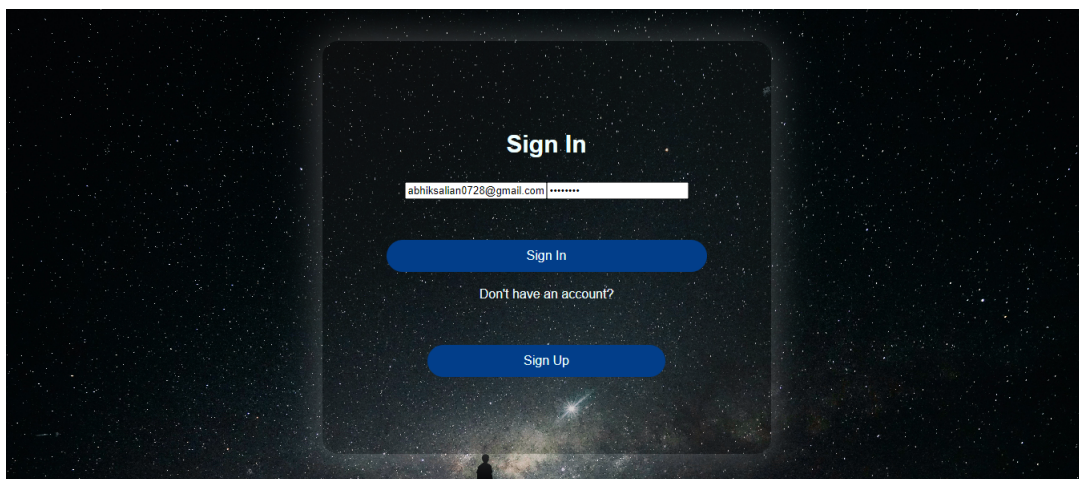 Sign In
abhiksalian0728@gmail.com ••••••••
Sign In
Don't have an account?
Sign Up